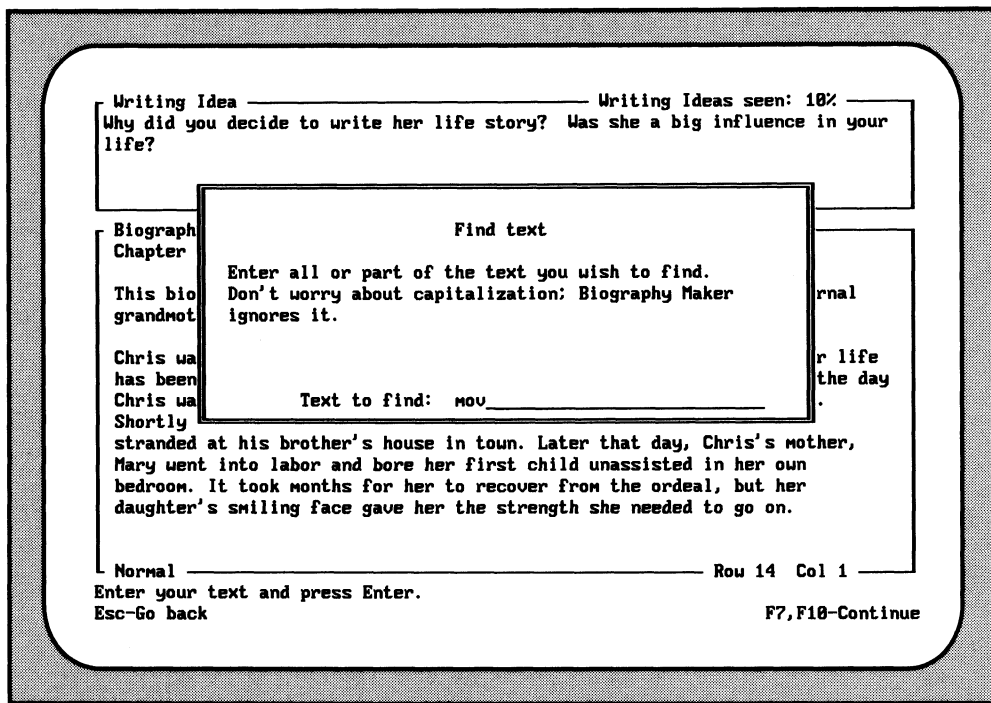 Writing Idea Writing Ideas seen: 10%
Why did you decide to write her life story?  Was she a big influence in your
life?
Biograph
Chapter
Find text
Enter all or part of the text you wish to find.
This bio Don't worry about capitalization; Biography Maker rnal
grandmot ignores it.
Chris wa r life
has been the day
Chris wa Text to find: mov .
Shortly
stranded at his brother's house in town. Later that day, Chris's mother,
Mary went into labor and bore her first child unassisted in her own
bedroom. It took months for her to recover from the ordeal, but her
daughter's smiling face gave her the strength she needed to go on.
Normal Row 14  Col 1
Enter your text and press Enter.
Esc-Go back F7,F10-Continue